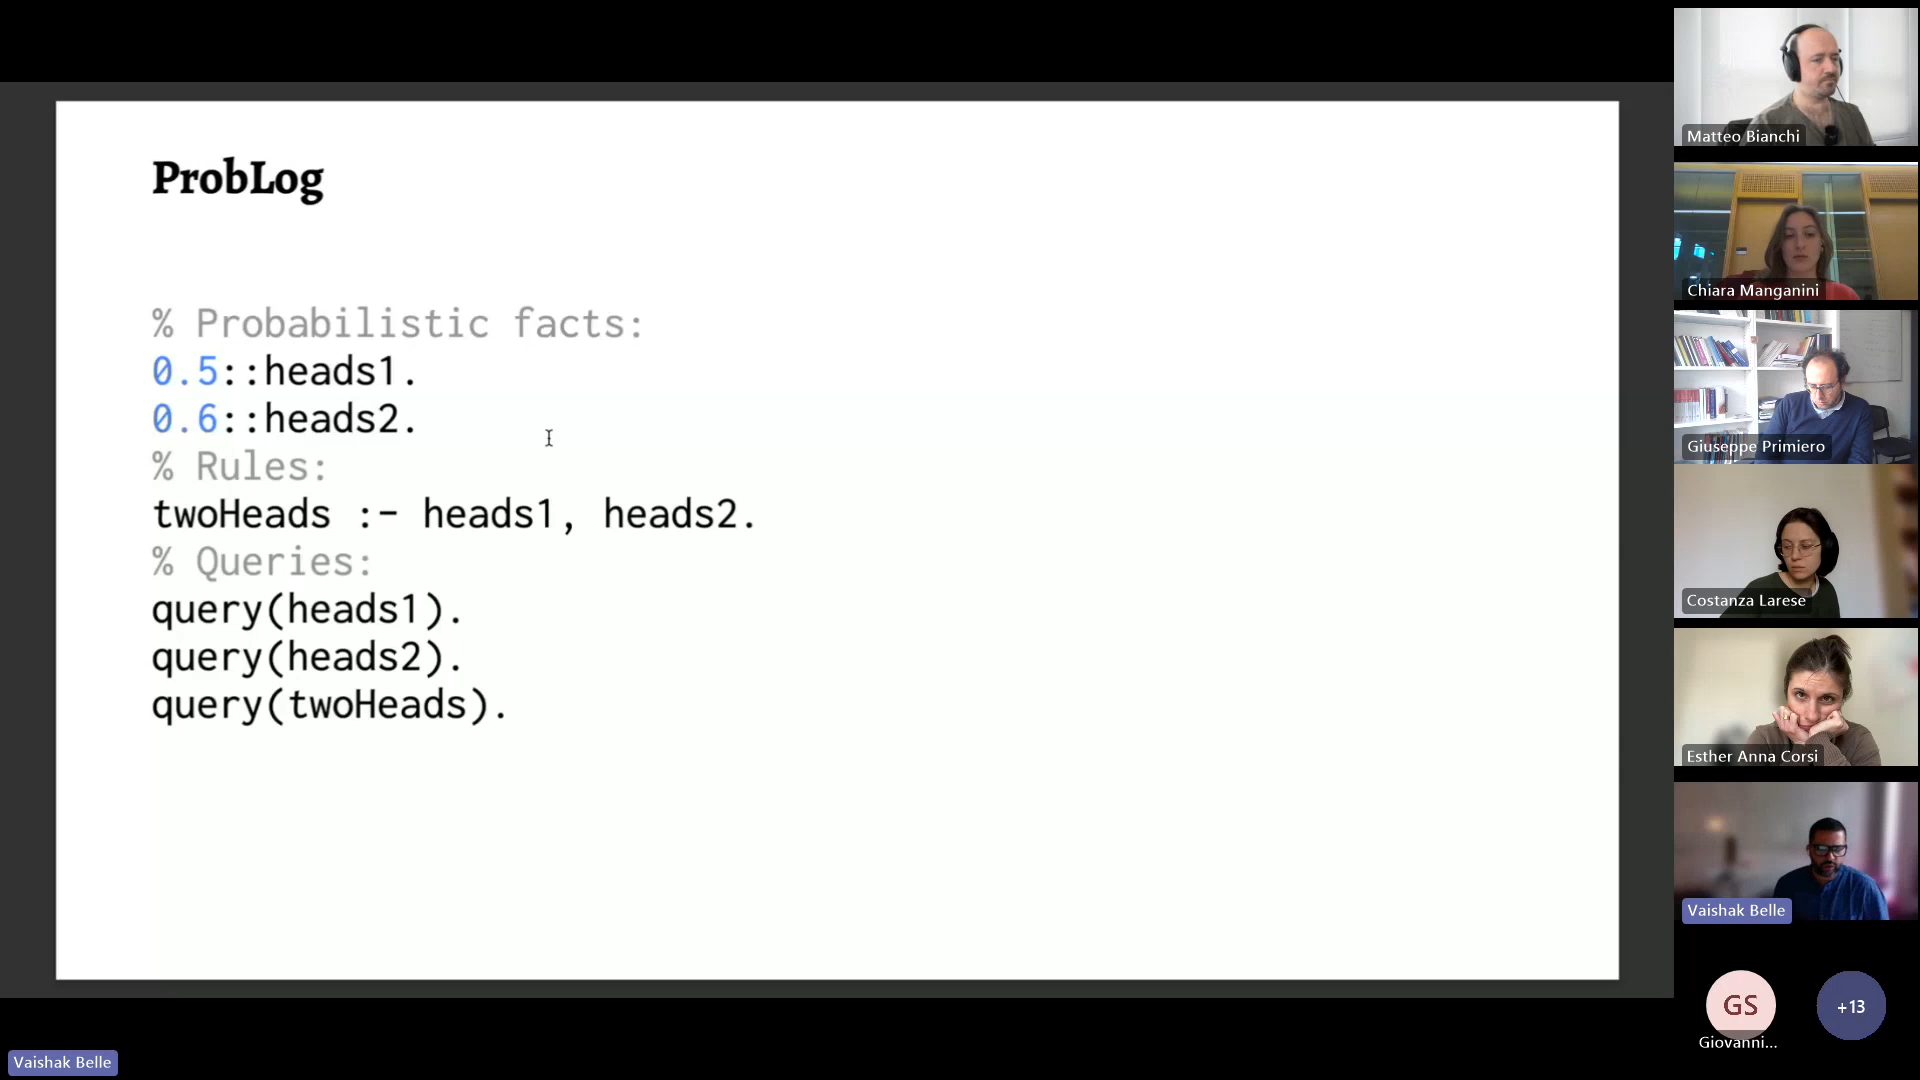 ProbLog
% Probabilistic facts:
0.5::heads1.
0.6::heads2.
% Rules:
twoHeads :- heads1, heads2.
% Queries:
query(heads1).
query(heads2).
query(twoHeads).
Matteo Bianchi
Chiara Manganini
Giuseppe Primiero
Costanza Larese
Esther Anna Corsi
Vaishak Belle
GS
+13
Giovanni...
Vaishak Belle